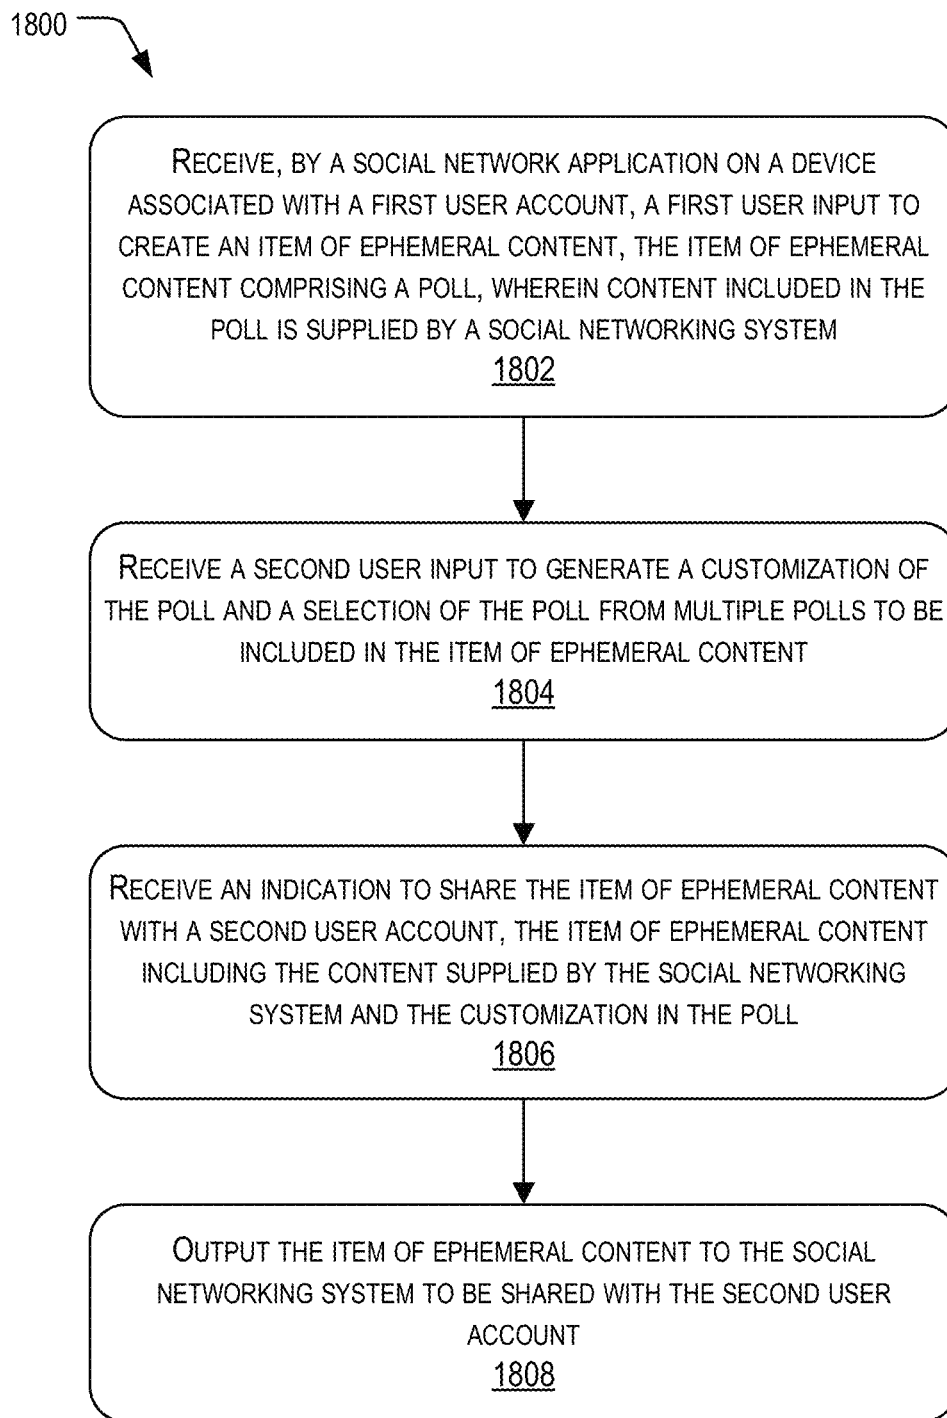 1800
RECEIVE, BY A SOCIAL NETWORK APPLICATION ON A DEVICE
ASSOCIATED WITH A FIRST USER ACCOUNT, A FIRST USER INPUT TO
CREATE AN ITEM OF EPHEMERAL CONTENT, THE ITEM OF EPHEMERAL
CONTENT COMPRISING A POLL, WHEREIN CONTENT INCLUDED IN THE
POLL IS SUPPLIED BY A SOCIAL NETWORKING SYSTEM
1802
RECEIVE A SECOND USER INPUT TO GENERATE A CUSTOMIZATION OF
THE POLL AND A SELECTION OF THE POLL FROM MULTIPLE POLLS TO BE
INCLUDED IN THE ITEM OF EPHEMERAL CONTENT
1804
RECEIVE AN INDICATION TO SHARE THE ITEM OF EPHEMERAL CONTENT
WITH A SECOND USER ACCOUNT, THE ITEM OF EPHEMERAL CONTENT
INCLUDING THE CONTENT SUPPLIED BY THE SOCIAL NETWORKING
SYSTEM AND THE CUSTOMIZATION IN THE POLL
1806
OUTPUT THE ITEM OF EPHEMERAL CONTENT TO THE SOCIAL
NETWORKING SYSTEM TO BE SHARED WITH THE SECOND USER
ACCOUNT
1808